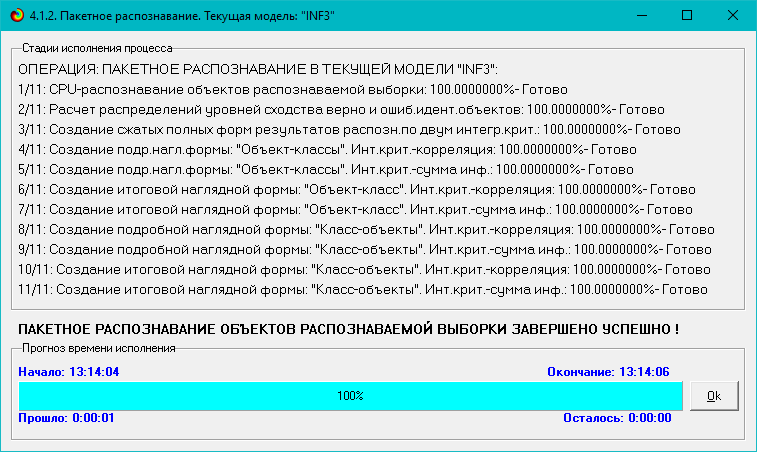 4.1.2. Пакетное распознавание. Текущая модель: "INF3"
Стадии исполнения процесса
ОПЕРАЦИЯ: ПАКЕТНОЕ РАСПОЗНАВАНИЕ В ТЕКУЩЕЙ МОДЕЛИ "INF3":
1/11: CPU-распознавание объектов распознаваемой выборки: 100.0000000%- Готово
2/11: Расчет распределений уровней сходства верно и ошиб.идент.объектов: 100.0000000%- Готово
3/11: Создание сжатых полных форм результатов распозн.по двум интегр.крит.: 100.0000000%- Готово
4/11: Создание подр.нагл.формы: "Объект-классы". Инт.крит.-корреляция: 100.0000000%- Готово
5/11: Создание подр.нагл.формы: "Объект-классы". Инт.крит.-сумма инф.: 100.0000000%- Готово
6/11: Создание итоговой наглядной формы: "Объект-класс". Инт.крит.-корреляция: 100.0000000%- Готово
7/11: Создание итоговой наглядной формы: "Объект-класс". Инт.крит.-сумма инф.: 100.0000000%- Готово
8/11: Создание подробной наглядной формы: "Класс-объекты". Инт.крит.-корреляция: 100.0000000%- Готово
9/11: Создание подробной наглядной формы: "Класс-объекты". Инт.крит.-сумма инф.: 100.0000000%- Готово
10/11: Создание итоговой наглядной формы: "Класс-объекты". Инт.крит.-корреляция: 100.0000000%- Готово
11/11: Создание итоговой наглядной формы: "Класс-объекты". Инт.крит.-сумма инф.: 100.0000000%- Готово
ПАКЕТНОЕ РАСПОЗНАВАНИЕ ОБЪЕКТОВ РАСПОЗНАВАЕМОЙ ВЫБОРКИ ЗАВЕРШЕНО УСПЕШНО !
Прогноз времени исполнения
Начало: 13:14:04
Окончание: 13:14:06
100%
Ok
Прошло: 0:00:01
Осталось: 0:00:00